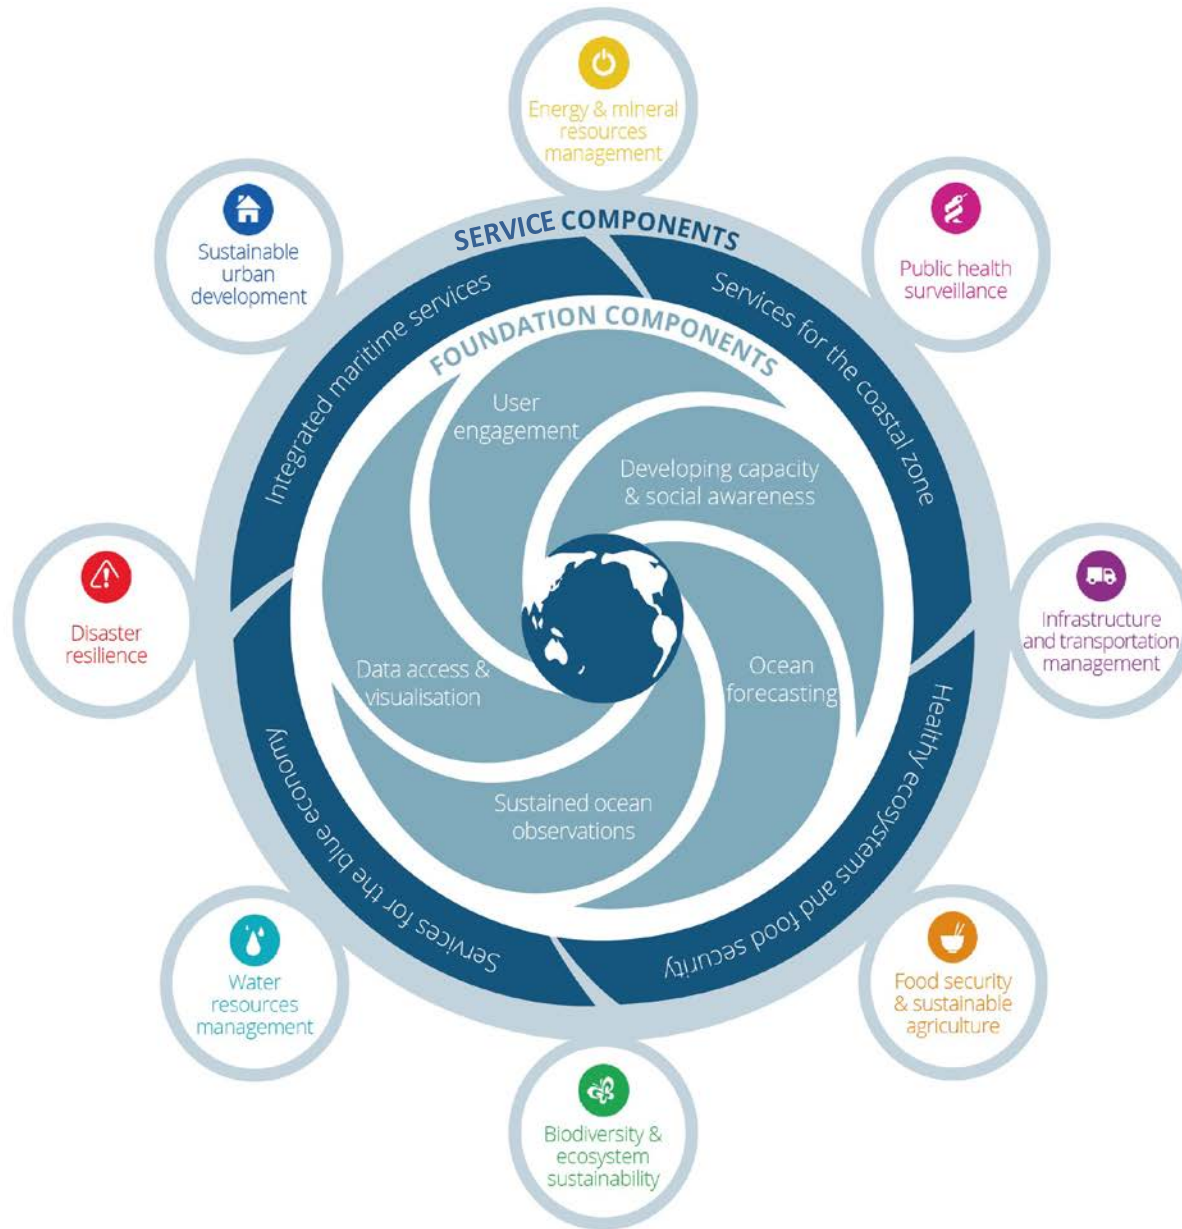 Energy & mineral
resources
management
Sustainable
urban
development
Public health
surveillance
SERVICE COMPONENTS
Integrated maritime services
Services for the coastal zone
FOUNDATION COMPONENTS
User
engagement
Developing capacity
& social awareness
Disaster
resilience
Infrastructure
and transportation
management
Data access &
visualisation
Ocean
forecasting
Sustained ocean
observations
Services for the blue economy
Healthy ecosystems and food security
Water
resources
management
Food security
& sustainable
agriculture
Biodiversity &
ecosystem
sustainability